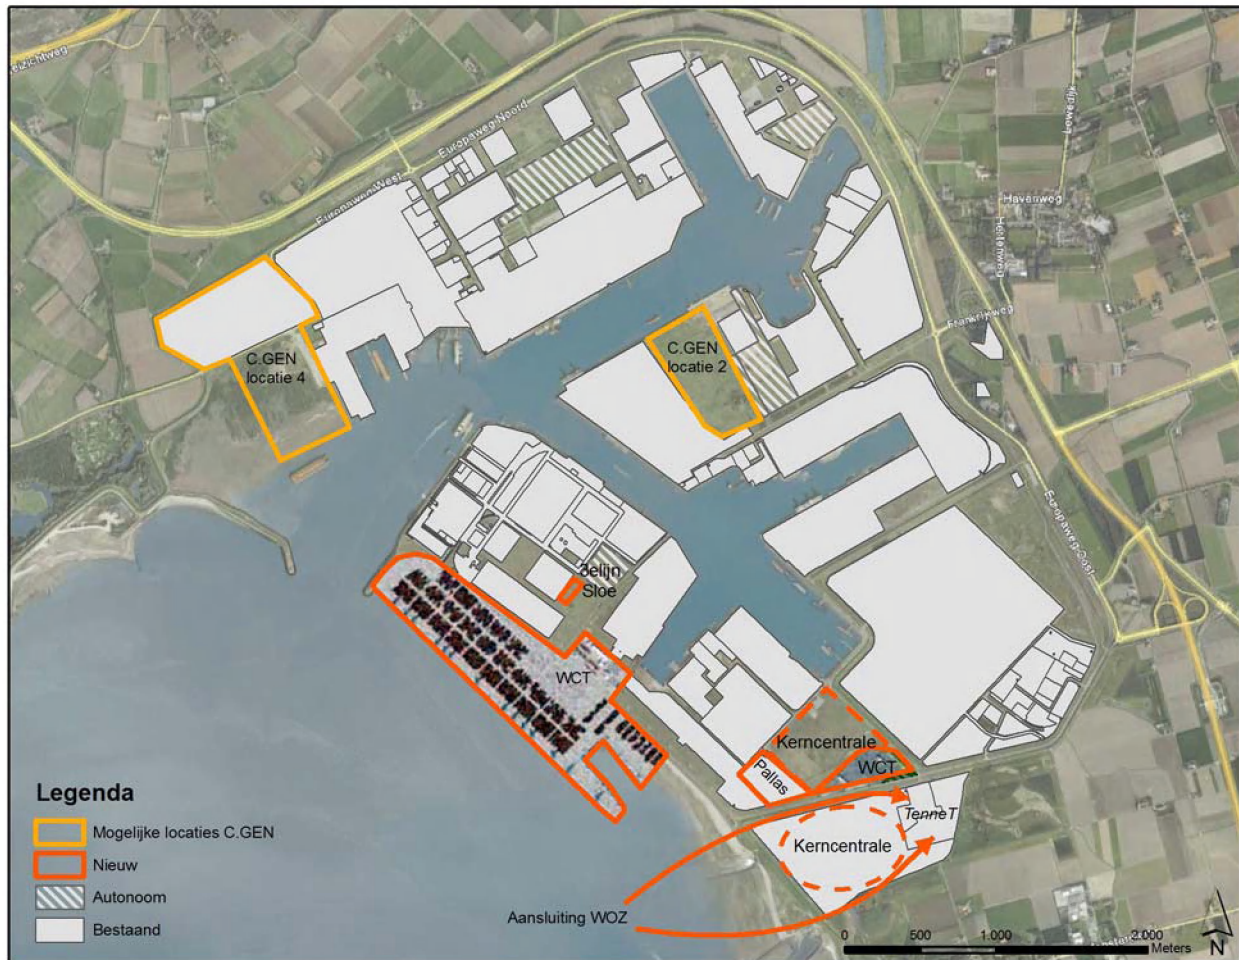 Europaweg Noord
Europaweg West
Lewedijk
Havenweg
Frankrijkweg
C.GEN
locatie 4
C.GEN
locatie 2
Europaweg Oost
3elijn
Sloe
WCT
Kerncentrale
WCT
Pallas
TenneT
Kerncentrale
Aansluiting WOZ
Legenda
Mogelijke locaties C.GEN
Nieuw
Autonoom
Bestaand
0
500
1.000
2.000
Meters
N